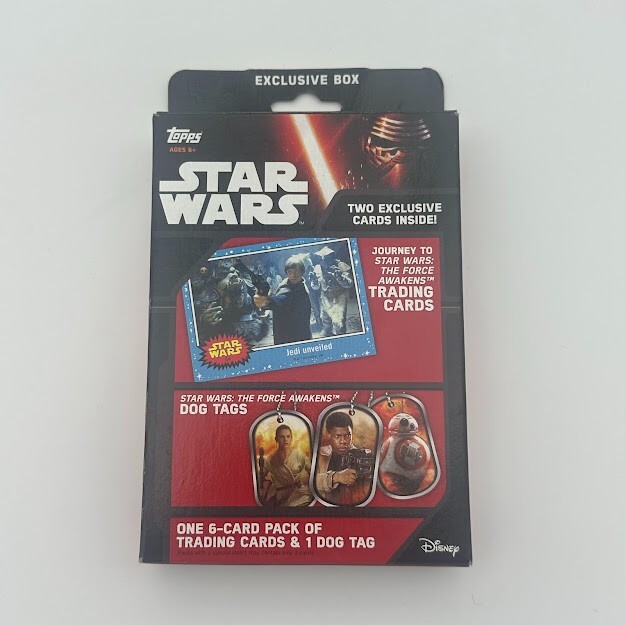 EXCLUSIVE BOX
Topps
AGES 6+
STAR
WARS™
TWO EXCLUSIVE
CARDS INSIDE!
JOURNEY TO
STAR WARS:
THE FORCE
AWAKENS™
TRADING
CARDS
STAR
WARS
Jedi unveiled
STAR WARS: THE FORCE AWAKENS™
DOG TAGS
ONE 6-CARD PACK OF
TRADING CARDS & 1 DOG TAG
Disney